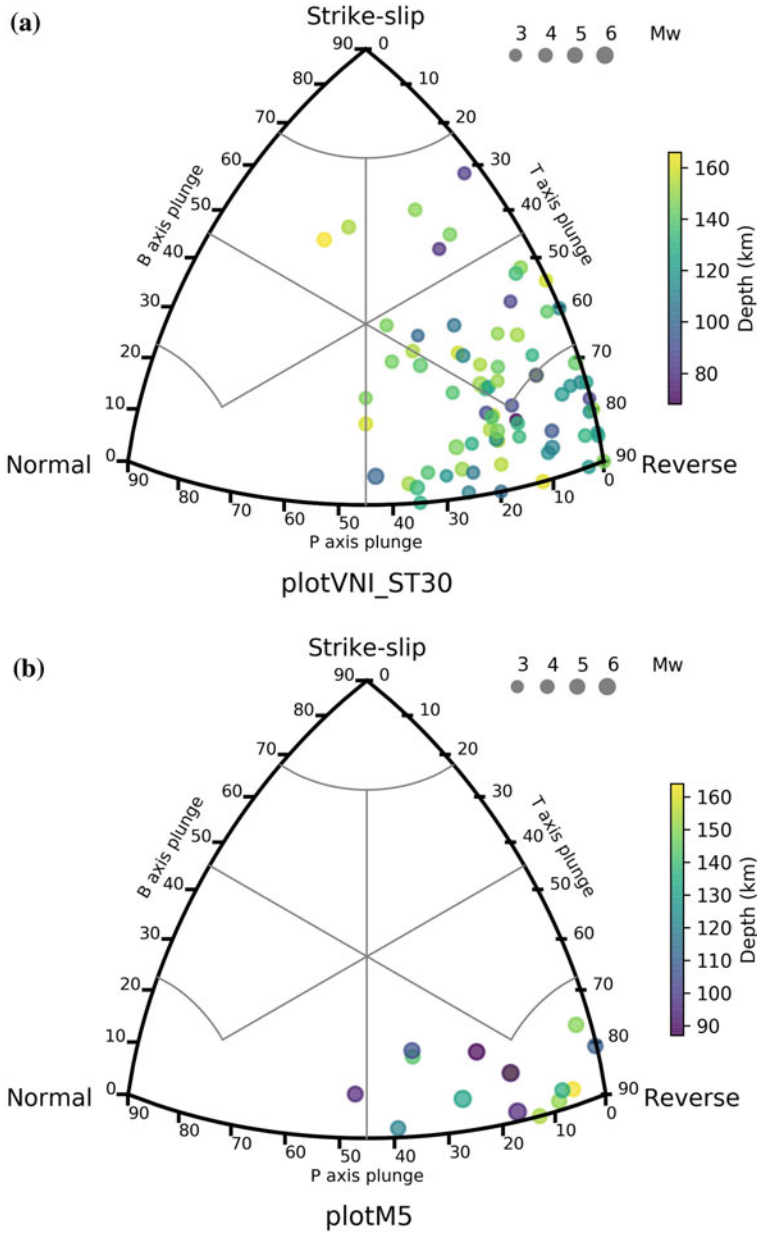 (a)
Strike-slip
3 4 5 6 Mw
90 0
80 10
70 20
60 30
50 40
40 50
30 60
20 70
10 80
0 90
B axis plunge
T axis plunge
Normal
Reverse
90 80 70 60 50 40 30 20 10 0
P axis plunge
160
140
120
100
80
Depth (km)
plotVNI_ST30
(b)
Strike-slip
3 4 5 6 Mw
90 0
80 10
70 20
60 30
50 40
40 50
30 60
20 70
10 80
0 90
B axis plunge
T axis plunge
Normal
Reverse
90 80 70 60 50 40 30 20 10 0
P axis plunge
160
150
140
130
120
110
100
90
Depth (km)
plotM5